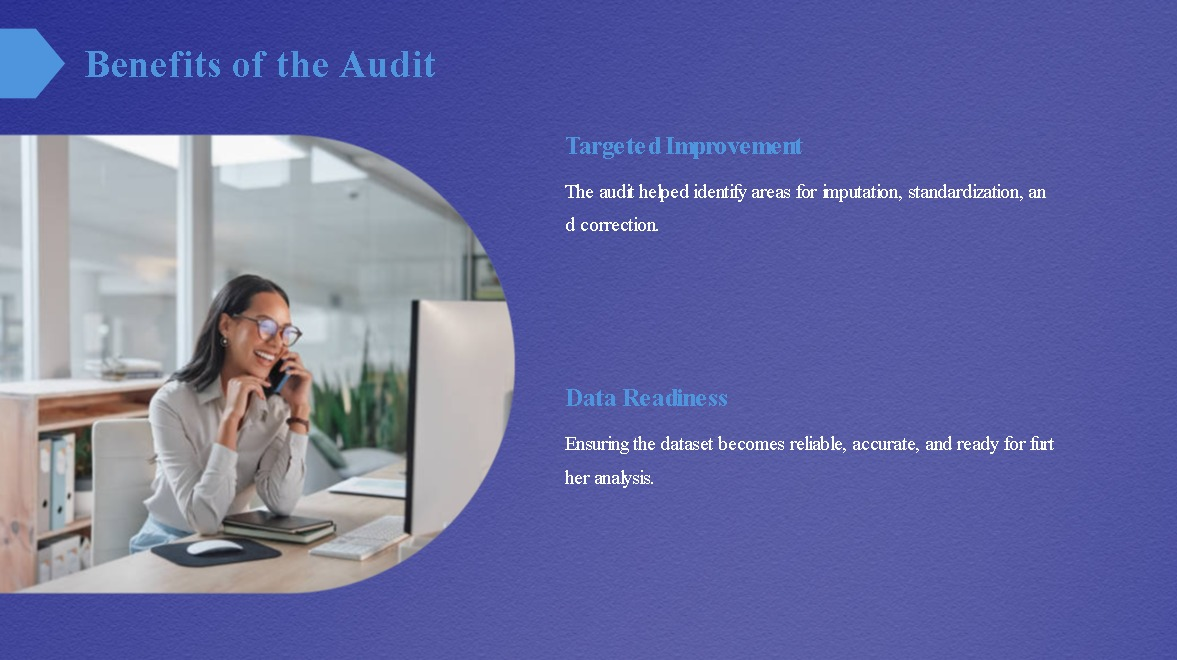 Benefits of the Audit
Targeted Improvement
The audit helped identify areas for imputation, standardization, an
d correction.
Data Readiness
Ensuring the dataset becomes reliable, accurate, and ready for furt
her analysis.